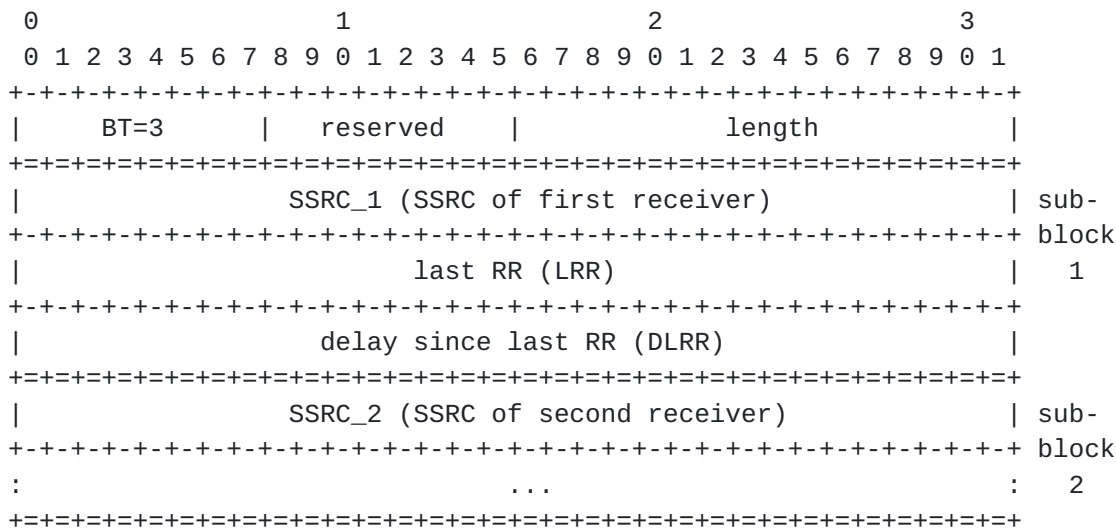 0                   1                   2                   3
 0 1 2 3 4 5 6 7 8 9 0 1 2 3 4 5 6 7 8 9 0 1 2 3 4 5 6 7 8 9 0 1
+-+-+-+-+-+-+-+-+-+-+-+-+-+-+-+-+-+-+-+-+-+-+-+-+-+-+-+-+-+-+-+-+
|     BT=3      |   reserved    |             length            |
+=+=+=+=+=+=+=+=+=+=+=+=+=+=+=+=+=+=+=+=+=+=+=+=+=+=+=+=+=+=+=+=+
|                 SSRC_1 (SSRC of first receiver)               | sub-
+-+-+-+-+-+-+-+-+-+-+-+-+-+-+-+-+-+-+-+-+-+-+-+-+-+-+-+-+-+-+-+-+ block
|                         last RR (LRR)                         |   1
+-+-+-+-+-+-+-+-+-+-+-+-+-+-+-+-+-+-+-+-+-+-+-+-+-+-+-+-+-+-+-+-+
|                   delay since last RR (DLRR)                  |
+=+=+=+=+=+=+=+=+=+=+=+=+=+=+=+=+=+=+=+=+=+=+=+=+=+=+=+=+=+=+=+=+
|                 SSRC_2 (SSRC of second receiver)              | sub-
+-+-+-+-+-+-+-+-+-+-+-+-+-+-+-+-+-+-+-+-+-+-+-+-+-+-+-+-+-+-+-+-+ block
:                               ...                             :   2
+=+=+=+=+=+=+=+=+=+=+=+=+=+=+=+=+=+=+=+=+=+=+=+=+=+=+=+=+=+=+=+=+